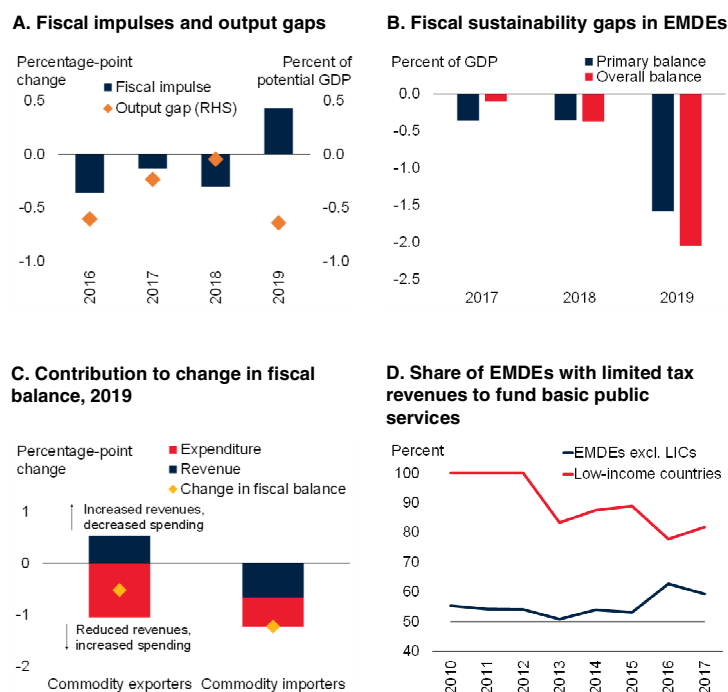 A. Fiscal impulses and output gaps
Percentage-point
change
Percent of
potential GDP
Fiscal impulse
Output gap (RHS)
0.5
0.0
-0.5
-1.0
0.5
0.0
-0.5
-1.0
2016
2017
2018
2019
B. Fiscal sustainability gaps in EMDEs
Percent of GDP
Primary balance
Overall balance
0.0
-0.5
-1.0
-1.5
-2.0
-2.5
2017
2018
2019
C. Contribution to change in fiscal
balance, 2019
Percentage-point
change
Expenditure
Revenue
Change in fiscal balance
1
0
-1
-2
Increased revenues,
decreased spending
Reduced revenues,
increased spending
Commodity exporters
Commodity importers
D. Share of EMDEs with limited tax
revenues to fund basic public
services
Percent
EMDEs excl. LICs
Low-income countries
100
90
80
70
60
50
40
2010
2011
2012
2013
2014
2015
2016
2017